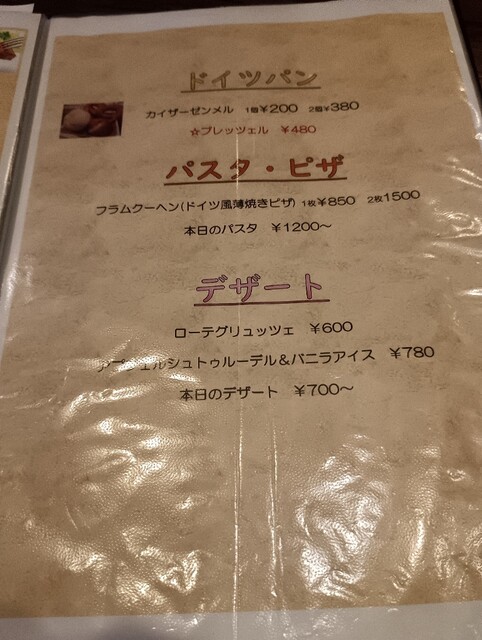 ドイツパン
カイザーゼンメル 1個¥200 2個¥380
☆プレッツェル ¥480
パスタ・ピザ
フラムクーヘン(ドイツ風薄焼きピザ) 1枚¥850 2枚1500
本日のパスタ ¥1200～
デザート
ローテグリュッツェ ¥600
アプフェルシュトゥルーデル＆バニラアイス ¥780
本日のデザート ¥700～